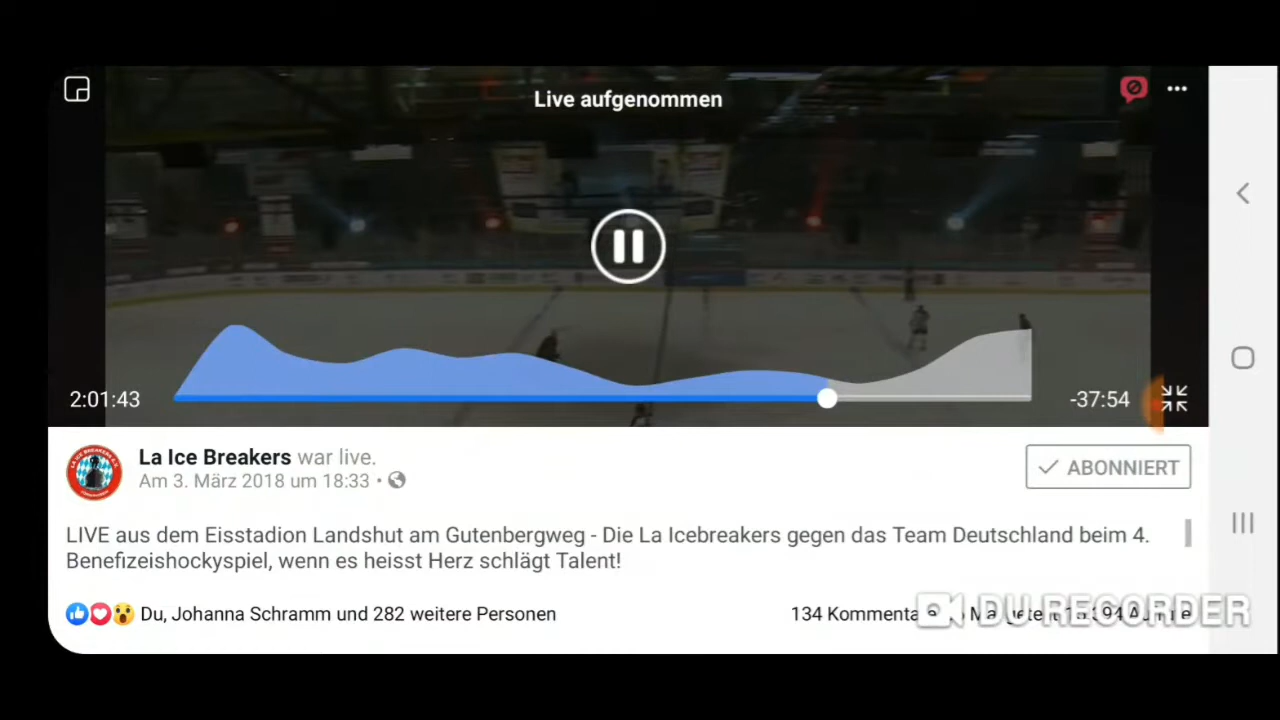 Live aufgenommen
2:01:43
-37:54
La Ice Breakers war live.
Am 3. März 2018 um 18:33 •
ABONNIERT
LIVE aus dem Eisstadion Landshut am Gutenbergweg - Die La Icebreakers gegen das Team Deutschland beim 4.
Benefizeishockyspiel, wenn es heisst Herz schlägt Talent!
Du, Johanna Schramm und 282 weitere Personen
134 Kommentare
DU RECORDER